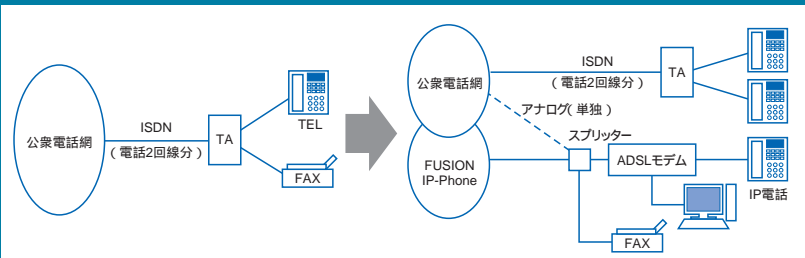 公衆電話網
ISDN
(電話2回線分)
TA
TEL
FAX
公衆電話網
ISDN
(電話2回線分)
TA
アナログ(単独)
スプリッター
FUSION
IP-Phone
ADSLモデム
IP電話
FAX